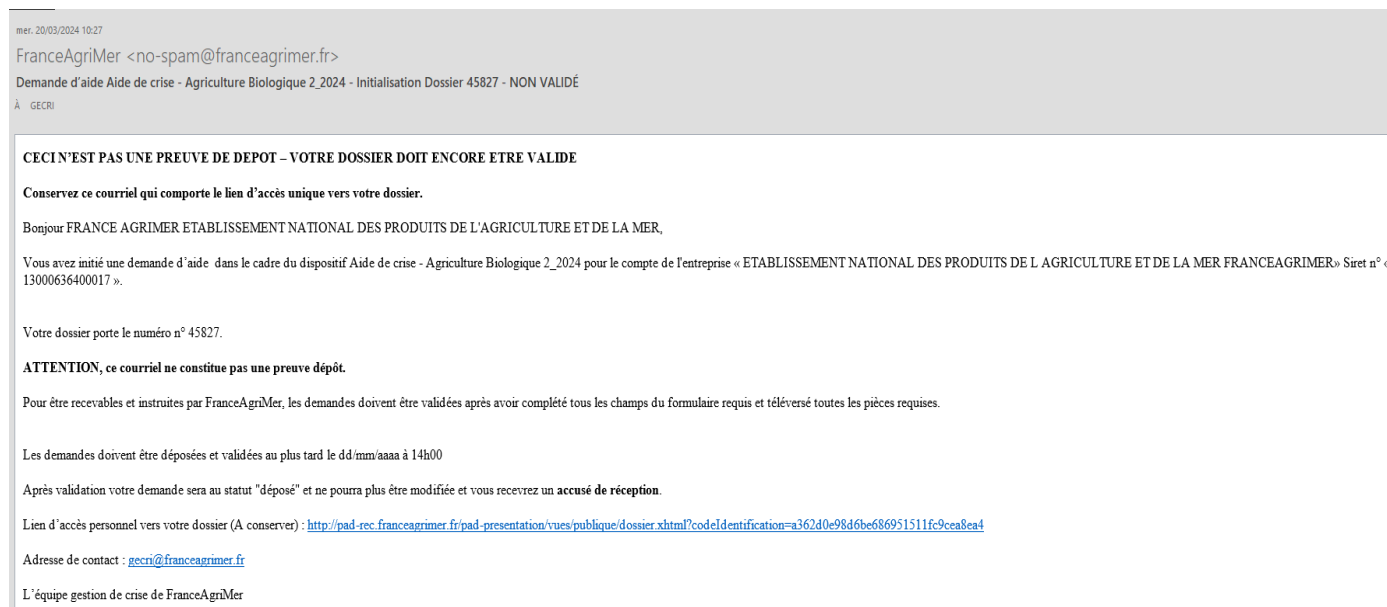 mer. 20/03/2024 10:27
FranceAgriMer <no-spam@franceagrimer.fr>
Demande d'aide Aide de crise - Agriculture Biologique 2_2024 - Initialisation Dossier 45827 - NON VALIDÉ
À GECRI
CECI N'EST PAS UNE PREUVE DE DEPOT – VOTRE DOSSIER DOIT ENCORE ETRE VALIDE
Conservez ce courriel qui comporte le lien d'accès unique vers votre dossier.
Bonjour FRANCE AGRIMER ETABLISSEMENT NATIONAL DES PRODUITS DE L'AGRICULTURE ET DE LA MER,
Vous avez initié une demande d'aide dans le cadre du dispositif Aide de crise - Agriculture Biologique 2_2024 pour le compte de l'entreprise « ETABLISSEMENT NATIONAL DES PRODUITS DE L AGRICULTURE ET DE LA MER FRANCEAGRIMER» Siret n° «
13000636400017 ».
Votre dossier porte le numéro n° 45827.
ATTENTION, ce courriel ne constitue pas une preuve dépôt.
Pour être recevables et instruites par FranceAgriMer, les demandes doivent être validées après avoir complété tous les champs du formulaire requis et téléversé toutes les pièces requises.
Les demandes doivent être déposées et validées au plus tard le dd/mm/aaaa à 14h00
Après validation votre demande sera au statut "déposé" et ne pourra plus être modifiée et vous recevrez un accusé de réception.
Lien d'accès personnel vers votre dossier (A conserver) : http://pad-rec.franceagrimer.fr/pad-presentation/vues/publique/dossier.xhtml?codeIdentification=a362d0e98d6be686951511fc9cea8ea4
Adresse de contact : gecri@franceagrimer.fr
L'équipe gestion de crise de FranceAgriMer